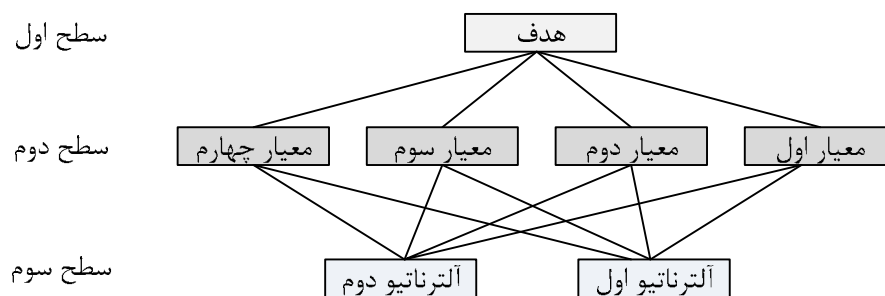 سطح اول
هدف
سطح دوم
معیار اول
معیار دوم
معیار سوم
معیار چهارم
سطح سوم
آلترناتیو اول
آلترناتیو دوم